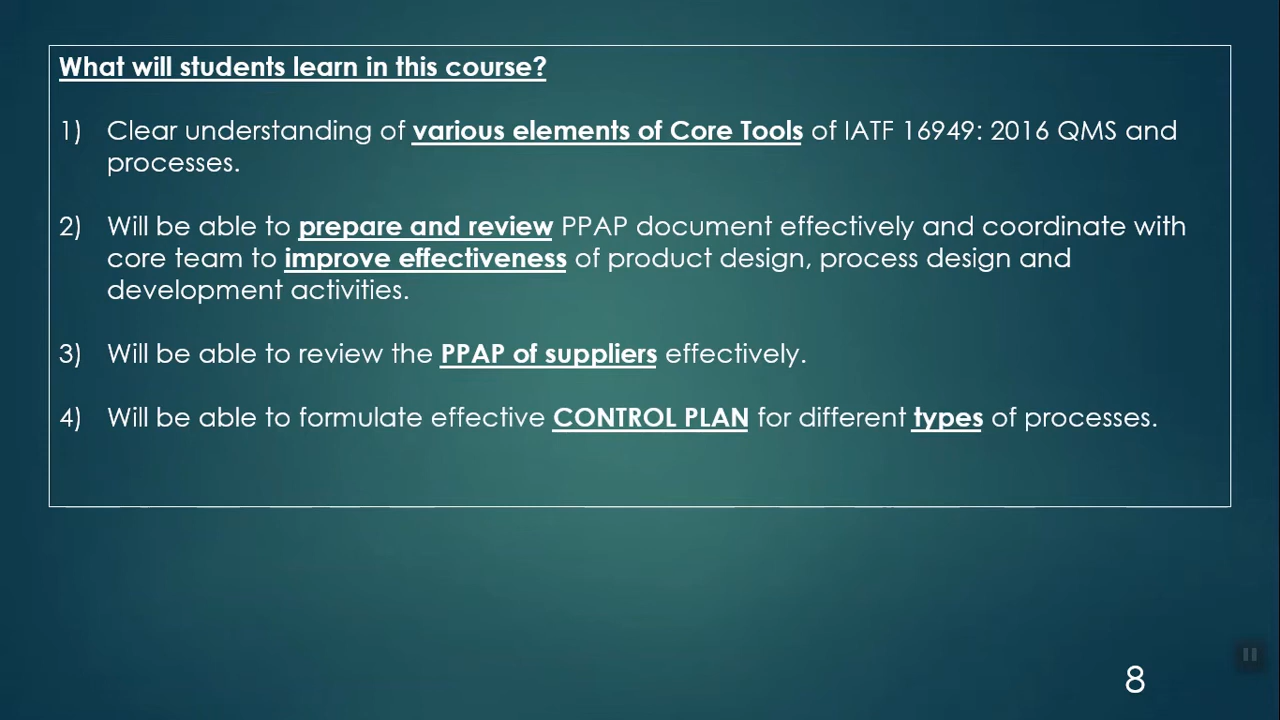 What will students learn in this course?
1) Clear understanding of various elements of Core Tools of IATF 16949: 2016 QMS and
processes.
2) Will be able to prepare and review PPAP document effectively and coordinate with
core team to improve effectiveness of product design, process design and
development activities.
3) Will be able to review the PPAP of suppliers effectively.
4) Will be able to formulate effective CONTROL PLAN for different types of processes.
8